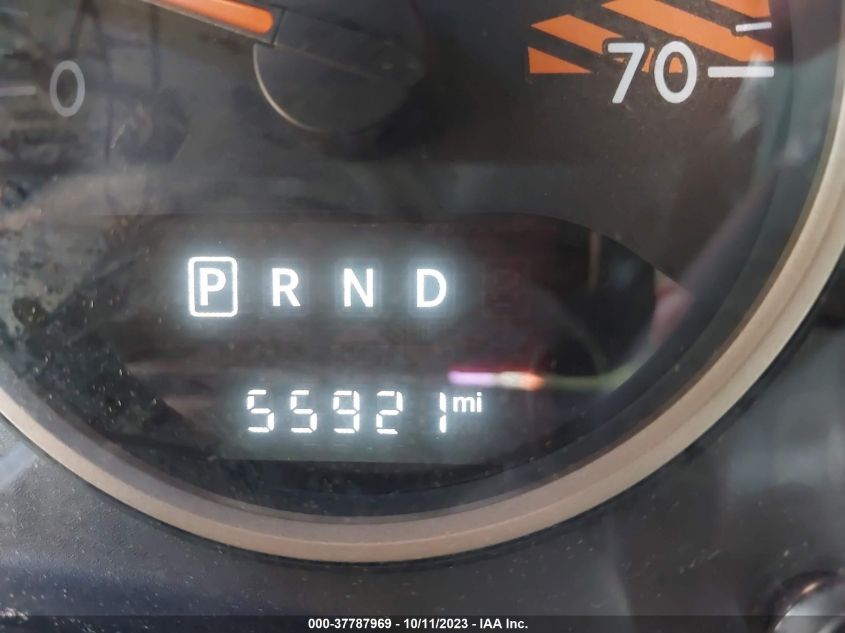 0
70
P R N D
55921 mi
000-37787969 - 10/11/2023 - IAA Inc.